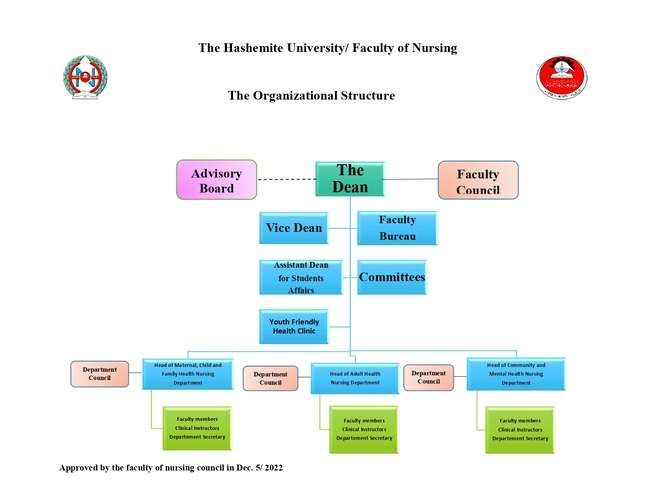 The Hashemite University/ Faculty of Nursing
The Organizational Structure
Advisory
Board
The
Dean
Faculty
Council
Vice Dean
Faculty
Bureau
Assistant Dean
for Students
Affairs
Committees
Youth Friendly
Health Clinic
Department
Council
Head of Maternal, Child and
Family Health Nursing
Department
Department
Council
Head of Adult Health
Nursing Department
Department
Council
Head of Community and
Mental Health Nursing
Department
Faculty members
Clinical Instructors
Departement Secretary
Faculty members
Clinical Instructors
Departement Secretary
Faculty members
Clinical Instructors
Departement Secretary
Approved by the faculty of nursing council in Dec. 5/ 2022